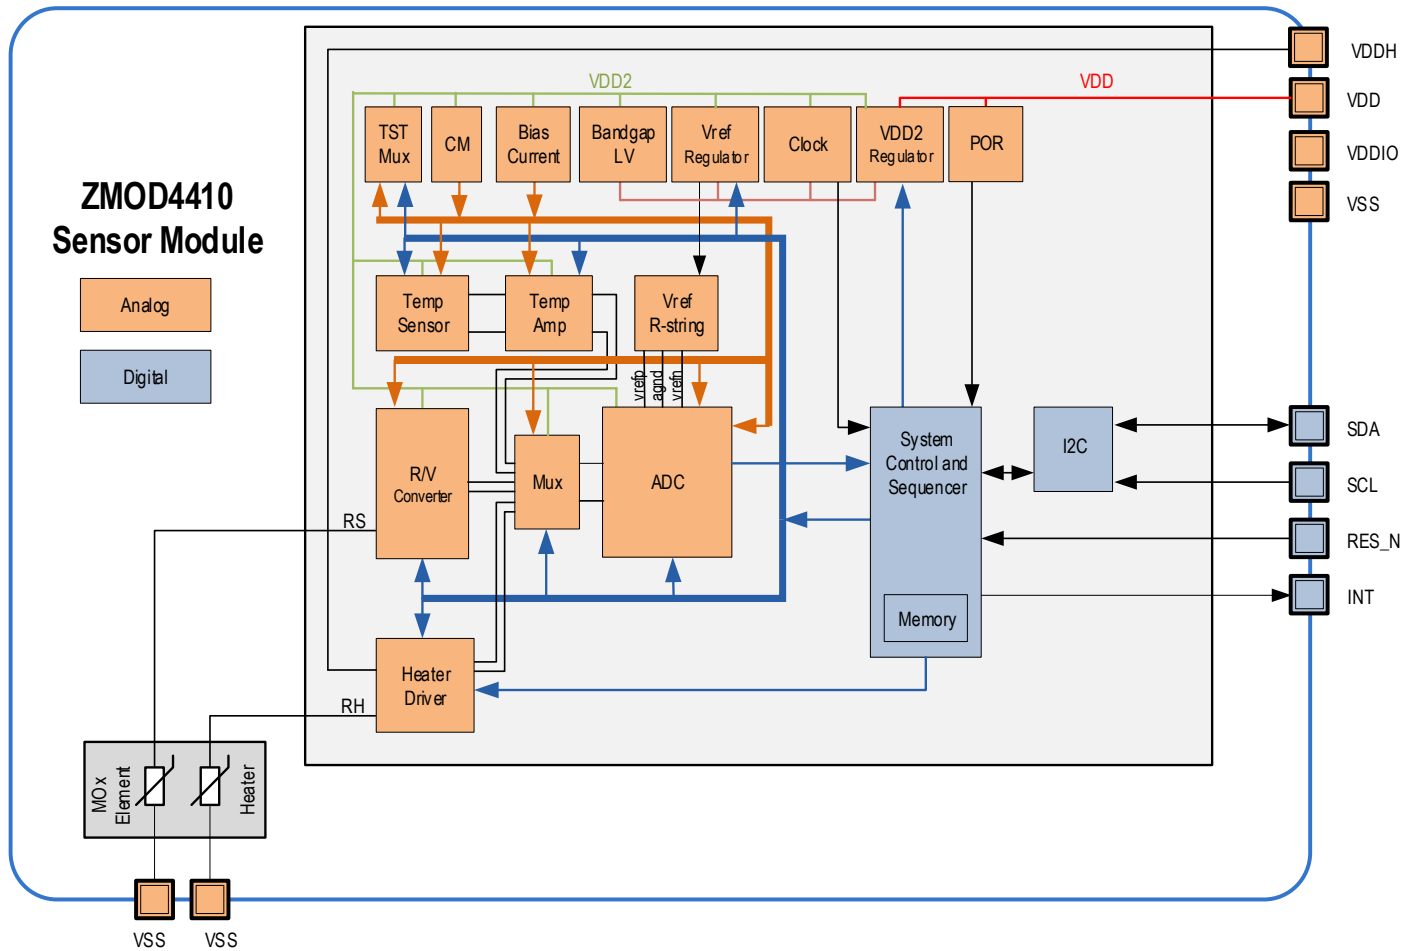 VDDH
VDD2
VDD
VDD
TST
Mux
CM
Bias
Current
Bandgap
LV
Vref
Regulator
Clock
VDD2
Regulator
POR
VDDIO
VSS
ZMOD4410
Sensor Module
Analog
Digital
Temp
Sensor
Temp
Amp
Vref
R-string
vrefp
agnd
vrefn
R/V
Converter
Mux
ADC
System
Control and
Sequencer
Memory
I2C
SDA
SCL
RES_N
INT
RS
Heater
Driver
RH
MOx
Element
Heater
VSS
VSS